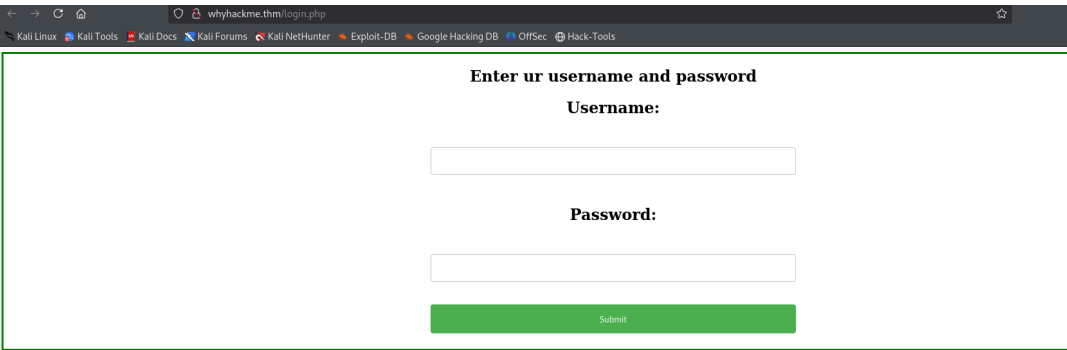 whyhackme.thm/login.php
Kali Linux Kali Tools Kali Docs Kali Forums Kali NetHunter Exploit-DB Google Hacking DB OffSec Hack-Tools
Enter ur username and password
Username:
Password:
Submit